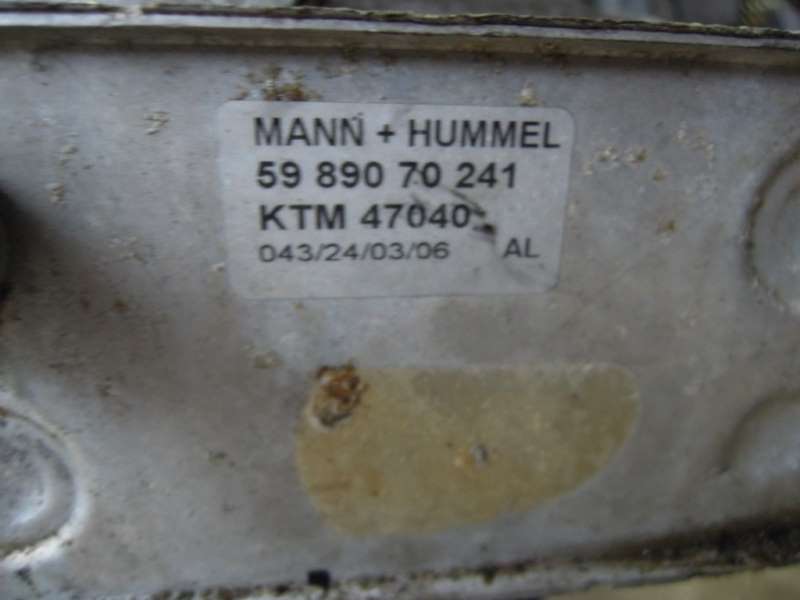 MANN + HUMMEL
59 890 70 241
KTM 47040
043/24/03/06 AL